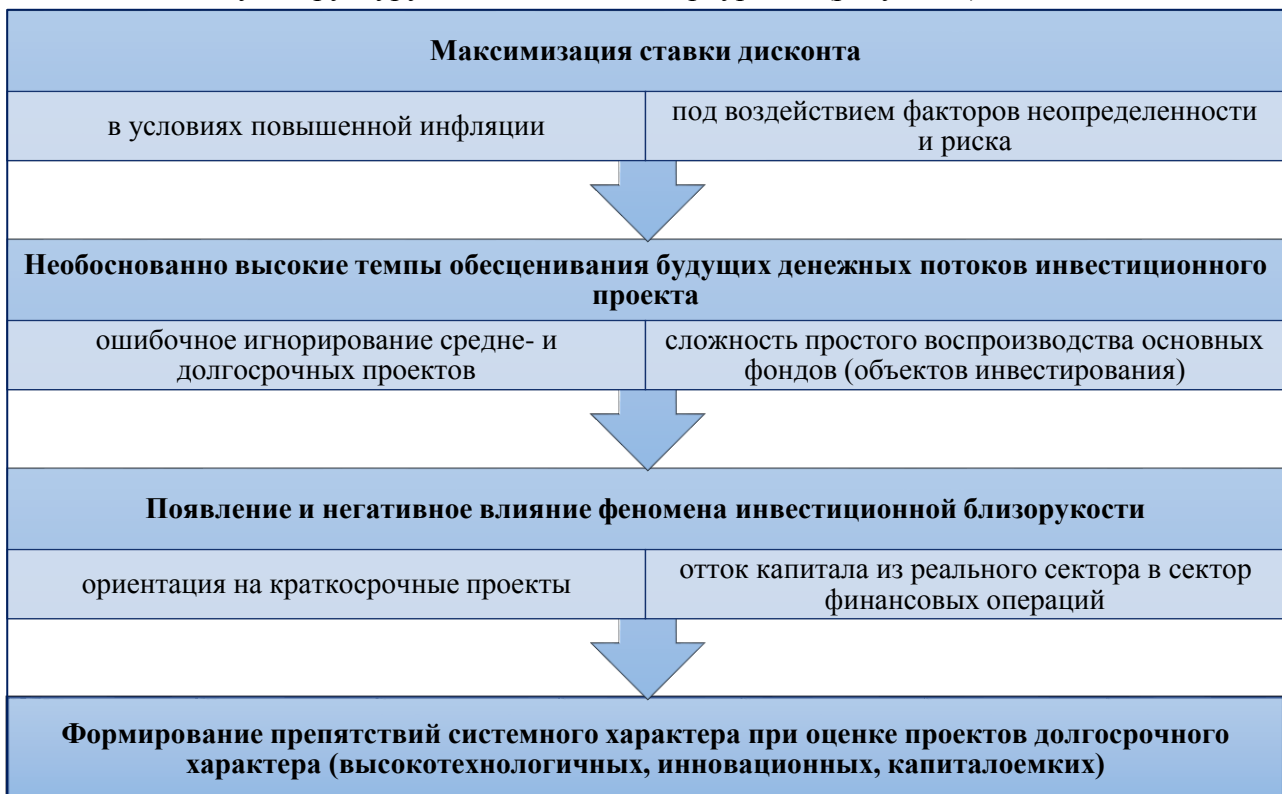 Максимизация ставки дисконта
в условиях повышенной инфляции
под воздействием факторов неопределенности
и риска
Необоснованно высокие темпы обесценивания будущих денежных потоков инвестиционного
проекта
ошибочное игнорирование средне- и
долгосрочных проектов
сложность простого воспроизводства основных
фондов (объектов инвестирования)
Появление и негативное влияние феномена инвестиционной близорукости
ориентация на краткосрочные проекты
отток капитала из реального сектора в сектор
финансовых операций
Формирование препятствий системного характера при оценке проектов долгосрочного
характера (высокотехнологичных, инновационных, капиталоемких)